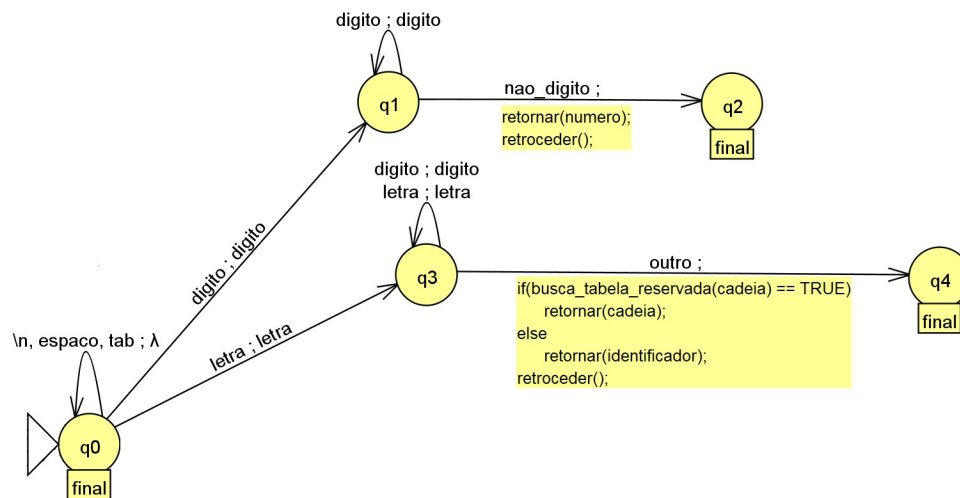 digito ; digito
q1
nao_digito ;
q2
retornar(numero);
retroceder();
final
digito ; digito
letra ; letra
digito ; digito
q3
outro ;
q4
if(busca_tabela_reservada(cadeia) == TRUE)
retornar(cadeia);
else
retornar(identificador);
retroceder();
final
\n, espaco, tab ; λ
letra ; letra
q0
final